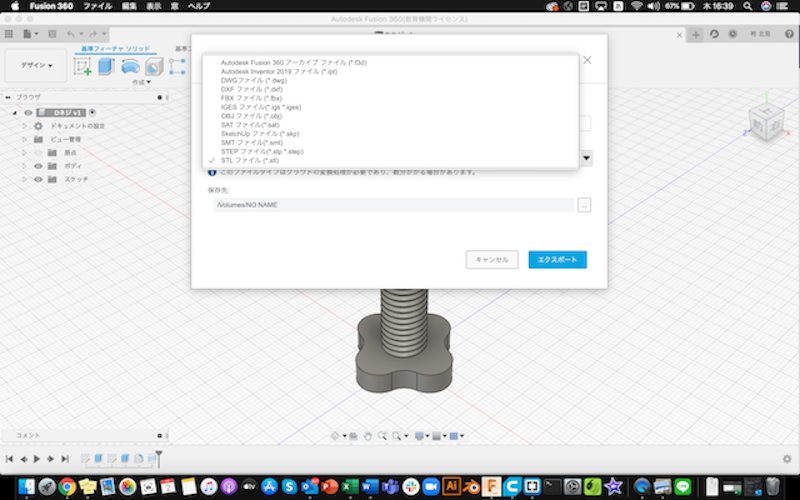 Fusion 360 ファイル 編集 表示 窓 ヘルプ
67% 木 16:39
Autodesk Fusion 360(教育機関ライセンス)
デザイン
基準フィーチャ ソリッド
作成
ブラウザ
Dネジ v1
ドキュメントの設定
ビュー管理
原点
ボディ
スケッチ
Autodesk Fusion 360 アーカイブ ファイル (*.f3d)
Autodesk Inventor 2019 ファイル (*.ipt)
DWGファイル (*.dwg)
DXF ファイル (*.dxf)
FBX ファイル (*.fbx)
IGES ファイル(*.igs *.iges)
OBJ ファイル(*.obj)
SAT ファイル(*.sat)
SketchUp ファイル (*.skp)
SMT ファイル(*.smt)
STEP ファイル(*.stp *.step)
STL ファイル (*.stl)
このファイルタイプはクラウドの変換処理が必要であり、数分かかる場合があります。
保存先:
/Volumes/NO NAME
...
キャンセル
エクスポート
コメント